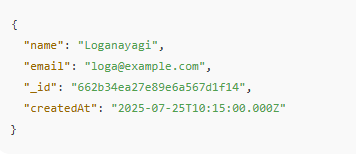 {
  "name": "Loganayagi",
  "email": "loga@example.com",
  "_id": "662b34ea27e89e6a567d1f14",
  "createdAt": "2025-07-25T10:15:00.000Z"
}